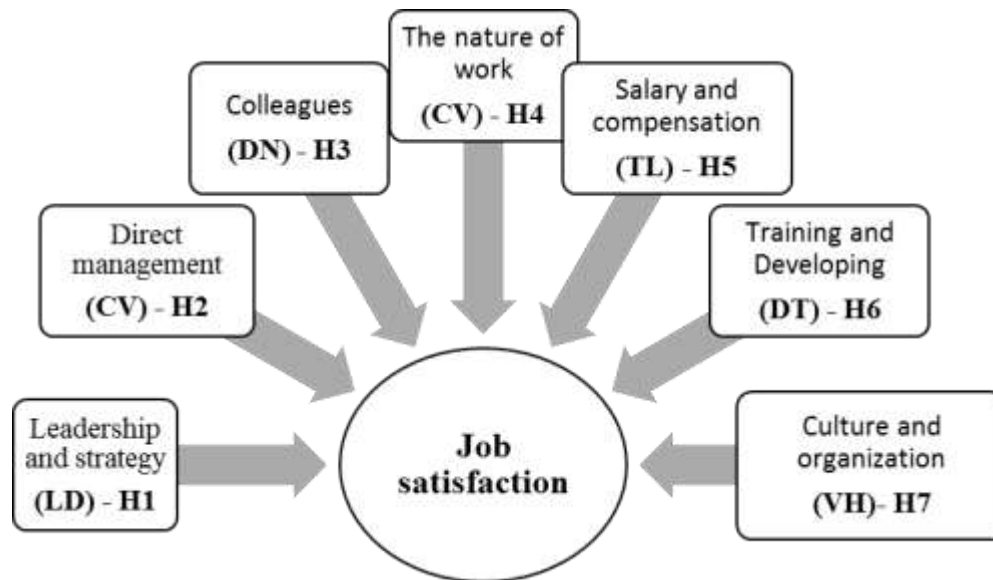 Leadership
and strategy
(LD) - H1
Direct
management
(CV) - H2
Colleagues
(DN) - H3
The nature of
work
(CV) - H4
Salary and
compensation
(TL) - H5
Training and
Developing
(DT) - H6
Culture and
organization
(VH)- H7
Job
satisfaction